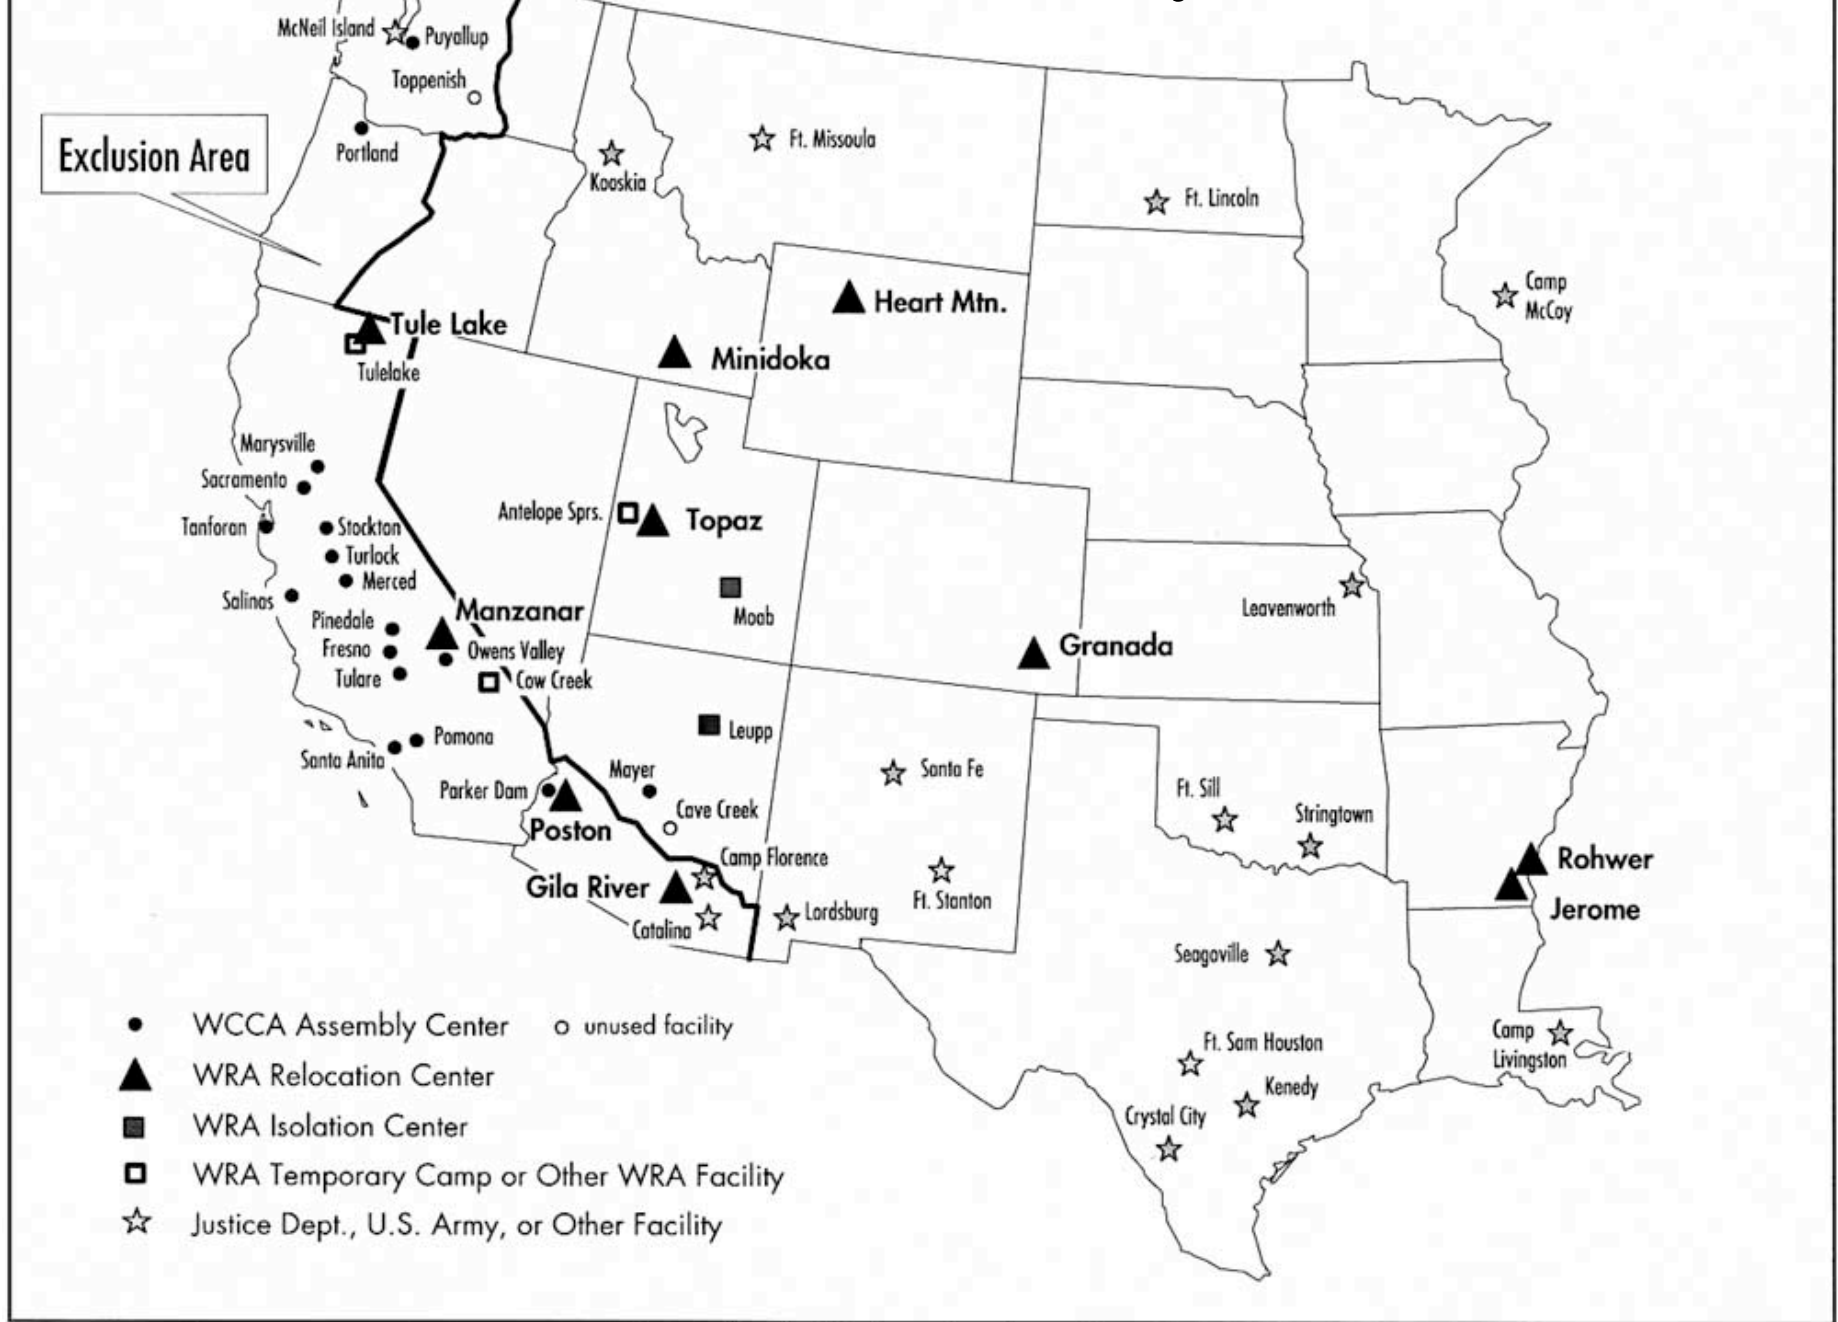 McNeil Island
Puyallup
Toppenish
Exclusion Area
Portland
Kooskia
Ft. Missoula
Ft. Lincoln
Camp
McCoy
Heart Mtn.
Tule Lake
Tulelake
Minidoka
Marysville
Sacramento
Tanforan
Stockton
Turlock
Merced
Salinas
Antelope Sprs.
Topaz
Moab
Leavenworth
Pinedale
Fresno
Tulare
Manzanar
Owens Valley
Cow Creek
Granada
Pomona
Santa Anita
Leupp
Parker Dam
Mayer
Poston
Cave Creek
Santa Fe
Ft. Sill
Stringtown
Camp Florence
Gila River
Catalina
Lordsburg
Ft. Stanton
Rohwer
Jerome
Seagoville
Ft. Sam Houston
Kenedy
Crystal City
Camp
Livingston
WCCA Assembly Center
unused facility
WRA Relocation Center
WRA Isolation Center
WRA Temporary Camp or Other WRA Facility
Justice Dept., U.S. Army, or Other Facility